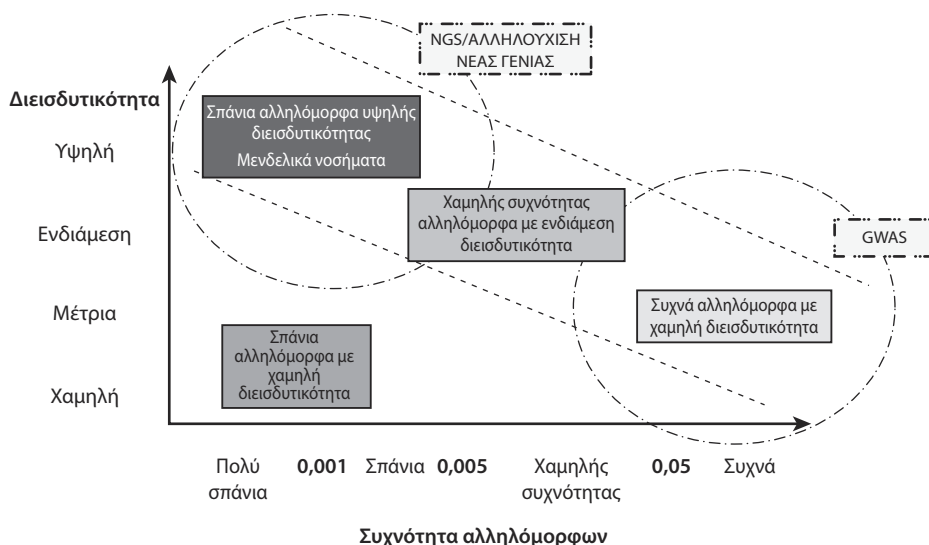 NGS/ΑΛΛΗΛΟΥΧΙΣΗ
ΝΕΑΣ ΓΕΝΙΑΣ
Διεισδυτικότητα
Υψηλή
Ενδιάμεση
Μέτρια
Χαμηλή
Σπάνια αλληλόμορφα υψηλής
διεισδυτικότητας
Μενδελικά νοσήματα
Χαμηλής συχνότητας
αλληλόμορφα με ενδιάμεση
διεισδυτικότητα
GWAS
Συχνά αλληλόμορφα με
χαμηλή διεισδυτικότητα
Σπάνια
αλληλόμορφα με
χαμηλή
διεισδυτικότητα
Πολύ
σπάνια
0,001
Σπάνια
0,005
Χαμηλής
συχνότητας
0,05
Συχνά
Συχνότητα αλληλόμορφων